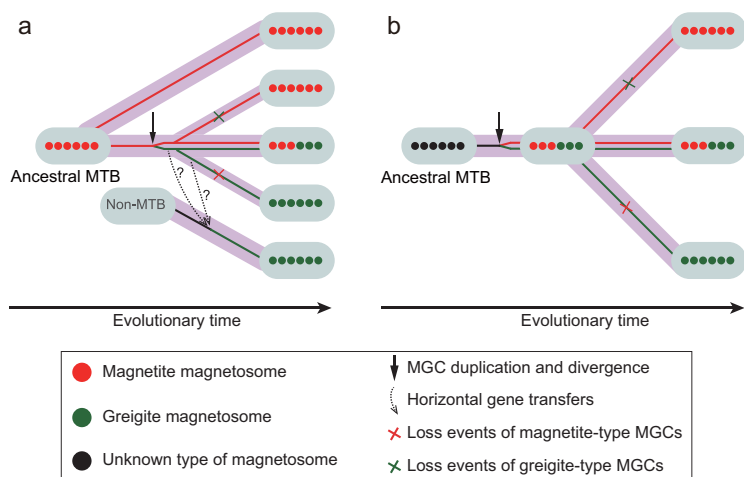 a
b
Ancestral MTB
Non-MTB
?
?
Ancestral MTB
Evolutionary time
Evolutionary time
Magnetite magnetosome
Greigite magnetosome
Unknown type of magnetosome
MGC duplication and divergence
Horizontal gene transfers
Loss events of magnetite-type MGCs
Loss events of greigite-type MGCs